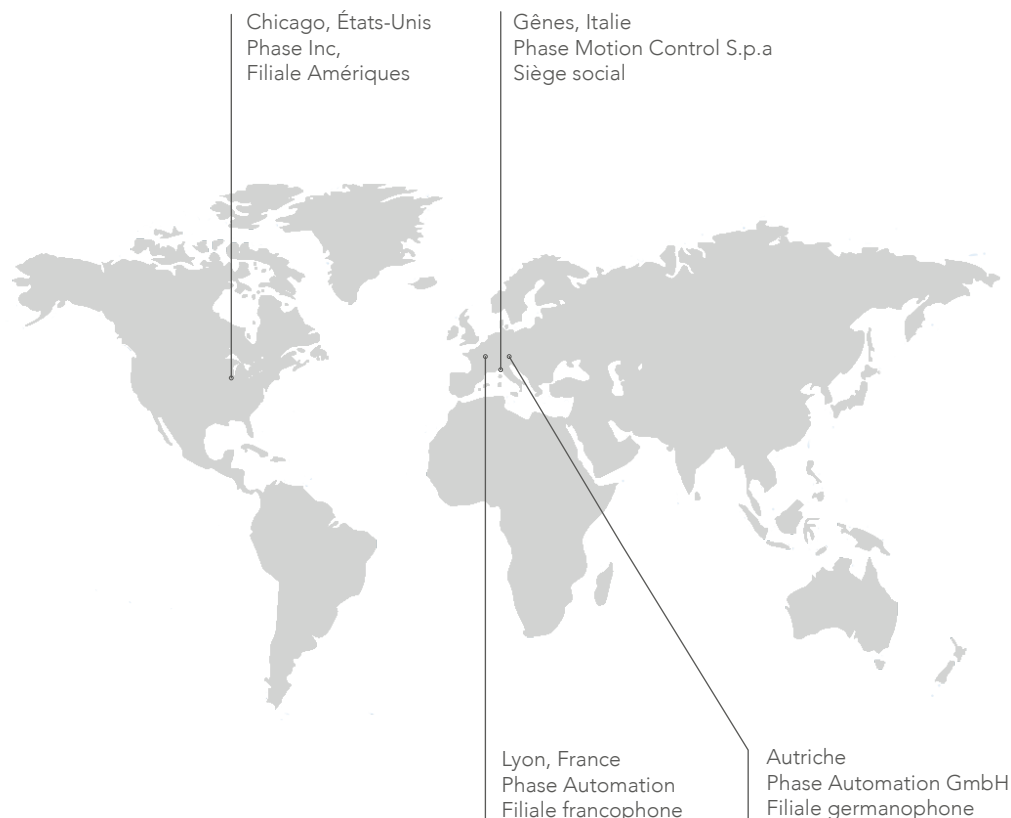 Chicago, États-Unis
Phase Inc,
Filiale Amériques
Gênes, Italie
Phase Motion Control S.p.a
Siège social
Lyon, France
Phase Automation
Filiale francophone
Autriche
Phase Automation GmbH
Filiale germanophone